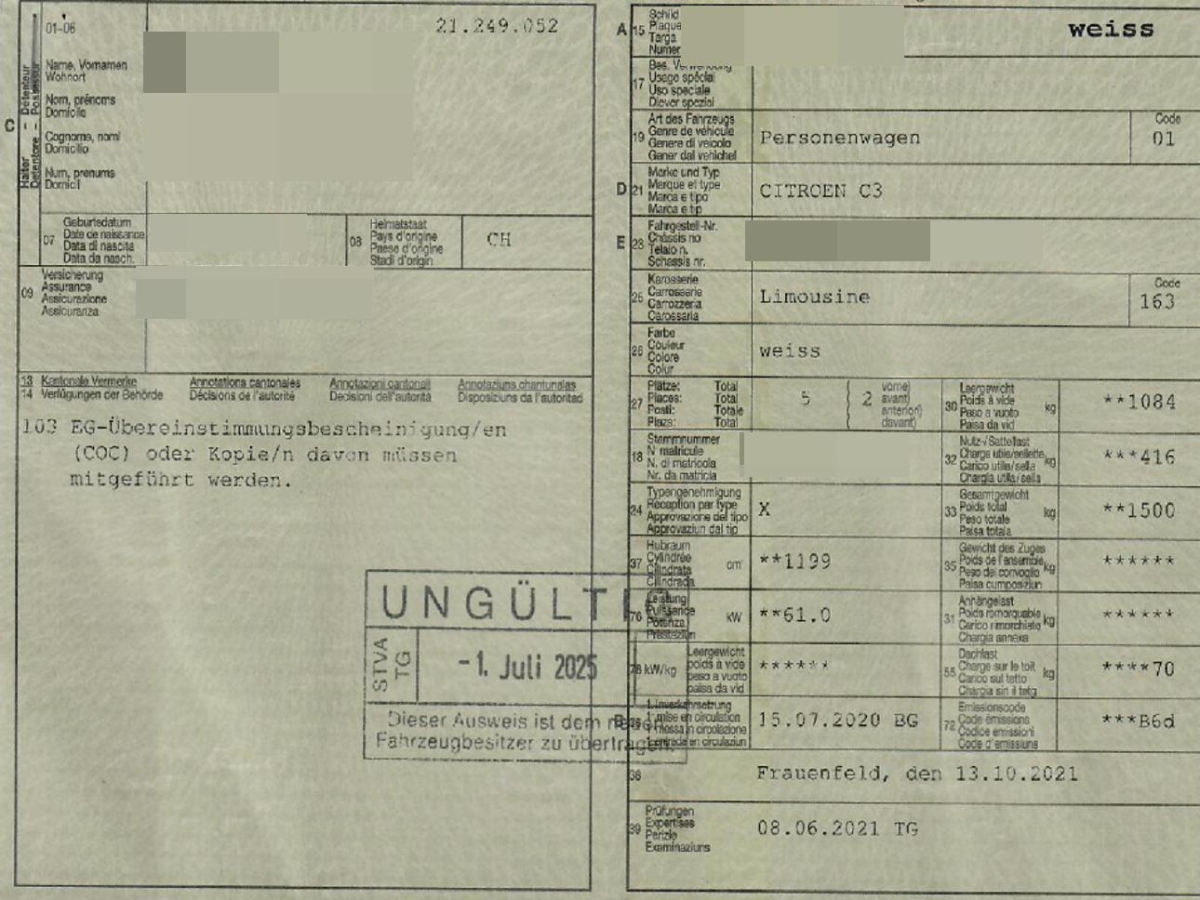 01-06
21.249.052
C
Halter - Détenteur
Detentore - Possessur
Name, Vornamen
Wohnort
Nom, prénoms
Domicile
Cognome, nomi
Domicilio
Num, prenums
Domicil
07
Geburtsdatum
Date de naissance
Data di nascita
Data da nasch.
08
Heimatstaat
Pays d'origine
Paese d'origine
Stadi d'origin
CH
09
Versicherung
Assurance
Assicurazione
Assicuranza
13 Kantonale Vermerke Annotations cantonales Annotazioni cantonali Annotaziuns chantunalas
14 Verfügungen der Behörde Décisions de l'autorité Decisioni dell'autorità Disposiziuns da l'autoritad
103 EG-Übereinstimmungsbescheinigung/en
(COC) oder Kopie/n davon müssen
mitgeführt werden.
UNGÜLTIG
STVA
TG
-1. Juli 2025
Dieser Ausweis ist dem neuen
Fahrzeugbesitzer zu übertragen.
A 15
Schild
Plaque
Targa
Numer
weiss
17
Bes. Verwendung
Usage spécial
Uso speciale
Diever spezial
19
Art des Fahrzeugs
Genre de véhicule
Genere di veicolo
Gener dal vehichel
Personenwagen
Code
01
D 21
Marke und Typ
Marque et type
Marca e tipo
Marca e tip
CITROEN C3
E 23
Fahrgestell-Nr.
Châssis no
Telaio n.
Schassis nr.
25
Karosserie
Carrosserie
Carrozzeria
Carossaria
Limousine
Code
163
26
Farbe
Couleur
Colore
Colur
weiss
27
Plätze: Total
Places: Total
Posti: Totale
Plazs: Total
5
2
vorne)
avant)
anteriori)
davant)
30
Leergewicht
Poids à vide
Peso a vuoto
Paisa da vid
kg
**1084
18
Stammnummer
N matricule
N. di matricola
Nr. da matricla
32
Nutz-/Sattellast
Charge utile/sellette
Carico utile/sella
Chargia utila/sella
kg
***416
24
Typengenehmigung
Réception par type
Approvazione del tipo
Approvaziun dal tip
X
33
Gesamtgewicht
Poids total
Peso totale
Paisa totala
kg
**1500
37
Hubraum
Cylindrée
Cilindrata
Cilindrada
cm³
**1199
35
Gewicht des Zuges
Poids de l'ensemble
Peso del convoglio
Paisa cumposiziun
kg
******
76
Leistung
Puissance
Potenza
Prestaziun
kW
**61.0
31
Anhängelast
Poids remorquable
Carico rimorchiato
Chargia annexa
kg
******
78 kW/kg
Leergewicht
poids à vide
peso a vuoto
paisa da vid
******
55
Dachlast
Charge sur le toit
Carico sul tetto
Chargia sin il tetg
kg
****70
B 36
1. Inverkehrsetzung
1. mise en circulation
1. messa in circolazione
1. entrada en circulaziun
15.07.2020 BG
72
Emissionscode
Code émissions
Codice emissioni
Code d'emissiuns
***B6d
38
Frauenfeld, den 13.10.2021
39
Prüfungen
Expertises
Perizie
Examinaziuns
08.06.2021 TG